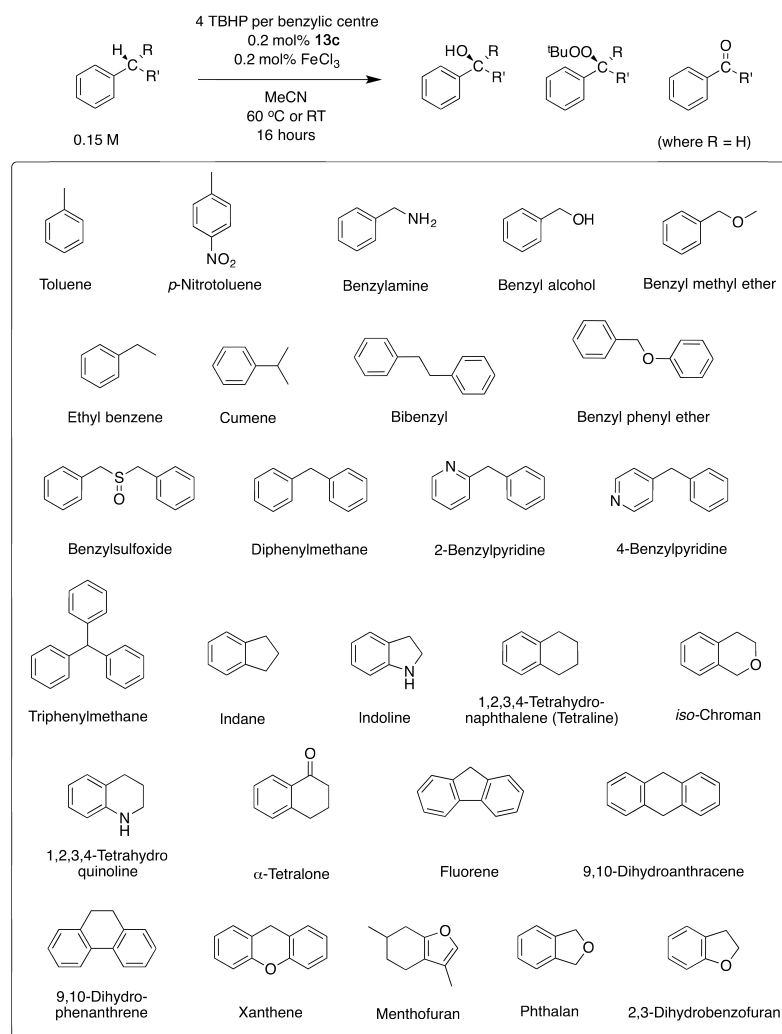 4 TBHP per benzylic centre
0.2 mol% 13c
0.2 mol% FeCl3
MeCN
60 ºC or RT
16 hours
H R
C
R'
0.15 M
HO R
C
R'
tBuOO R
C
R'
O
C
R'
(where R = H)
NO2
NH2
OH
O
Toluene
p-Nitrotoluene
Benzylamine
Benzyl alcohol
Benzyl methyl ether
O
Ethyl benzene
Cumene
Bibenzyl
Benzyl phenyl ether
S
O
N
N
Benzylsulfoxide
Diphenylmethane
2-Benzylpyridine
4-Benzylpyridine
N
H
O
Triphenylmethane
Indane
Indoline
1,2,3,4-Tetrahydro-
naphthalene (Tetraline)
iso-Chroman
N
H
O
1,2,3,4-Tetrahydro
quinoline
α-Tetralone
Fluorene
9,10-Dihydroanthracene
O
O
O
O
9,10-Dihydro-
phenanthrene
Xanthene
Menthofuran
Phthalan
2,3-Dihydrobenzofuran